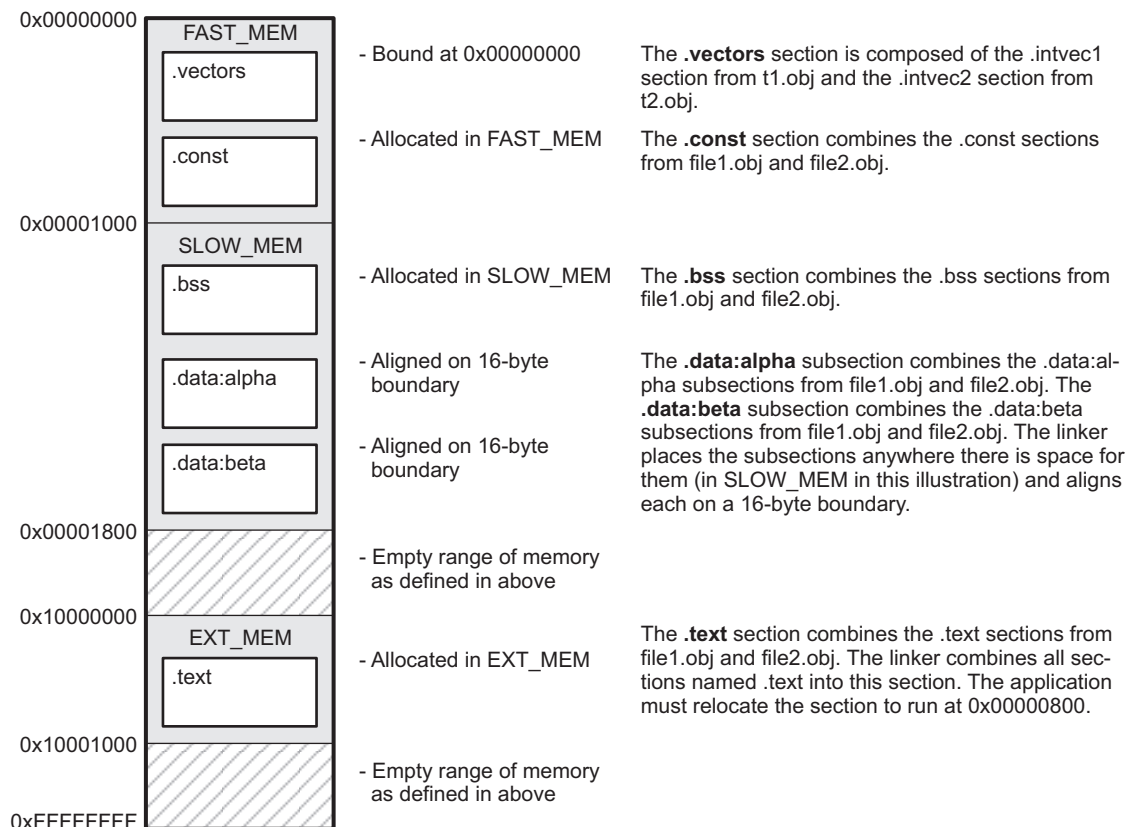 0x00000000
FAST_MEM
.vectors
- Bound at 0x00000000
The .vectors section is composed of the .intvec1
section from t1.obj and the .intvec2 section from
t2.obj.
.const
- Allocated in FAST_MEM
The .const section combines the .const sections
from file1.obj and file2.obj.
0x00001000
SLOW_MEM
.bss
- Allocated in SLOW_MEM
The .bss section combines the .bss sections from
file1.obj and file2.obj.
.data:alpha
- Aligned on 16-byte
boundary
.data:beta
- Aligned on 16-byte
boundary
The .data:alpha subsection combines the .data:al-
pha subsections from file1.obj and file2.obj. The
.data:beta subsection combines the .data:beta
subsections from file1.obj and file2.obj. The linker
places the subsections anywhere there is space for
them (in SLOW_MEM in this illustration) and aligns
each on a 16-byte boundary.
0x00001800
- Empty range of memory
as defined in above
0x10000000
EXT_MEM
.text
- Allocated in EXT_MEM
The .text section combines the .text sections from
file1.obj and file2.obj. The linker combines all sec-
tions named .text into this section. The application
must relocate the section to run at 0x00000800.
0x10001000
- Empty range of memory
as defined in above
0xFFFFFFFF